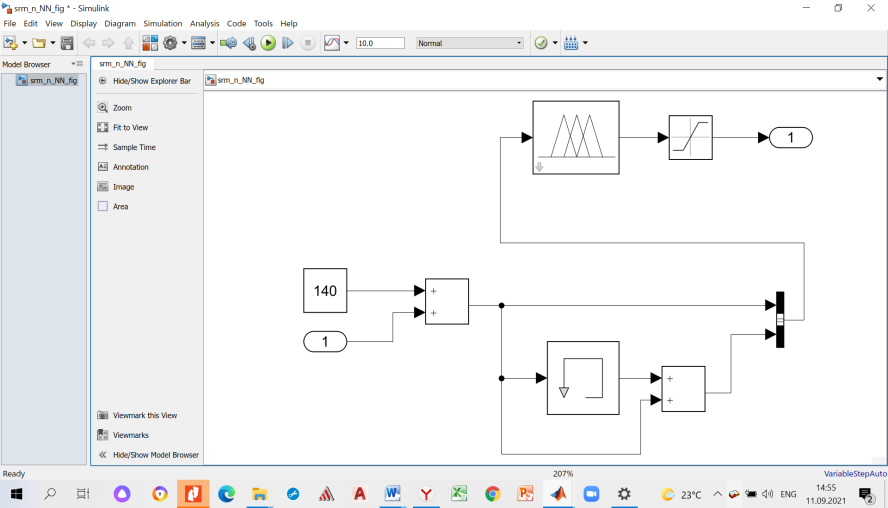 srm_n_NN_fig * - Simulink
File Edit View Display Diagram Simulation Analysis Code Tools Help
10.0 Normal
Model Browser
srm_n_NN_fig
srm_n_NN_fig
Hide/Show Explorer Bar
srm_n_NN_fig
Zoom
Fit to View
Sample Time
Annotation
Image
Area
1
140
+
+
1
+
+
Viewmark this View
Viewmarks
Hide/Show Model Browser
Ready 207% VariableStepAuto
23°C ENG 14:55
11.09.2021
2